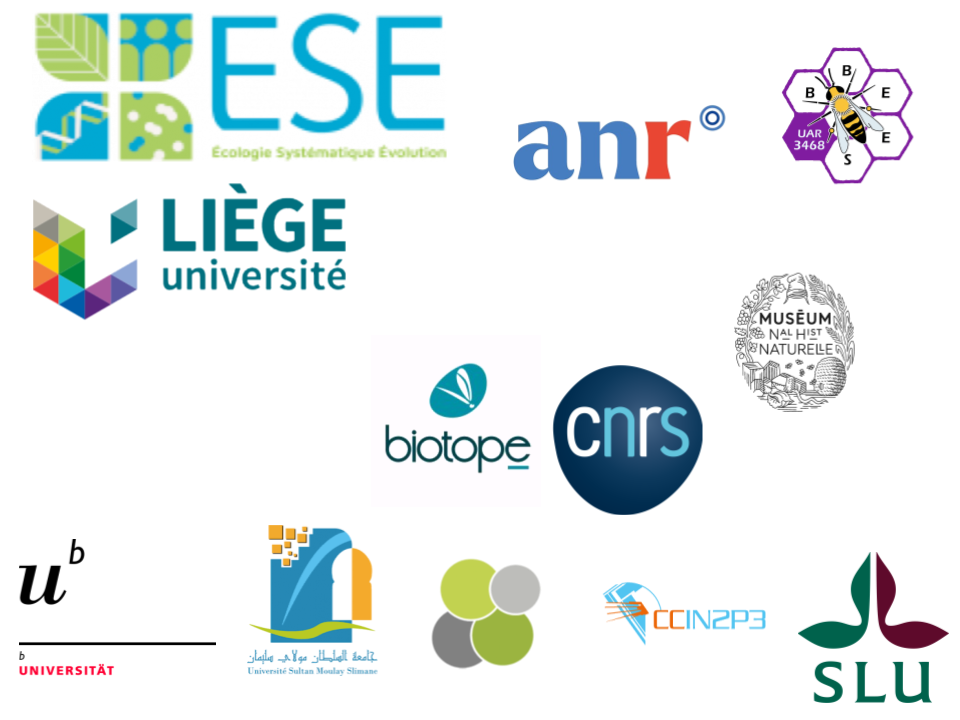 ESE
Écologie Systématique Évolution
anr
B
B
E
E
S
UAR
3468
LIÈGE
université
MUSĒUM
NAL HIST
NATURELLE
biotope
cnrs
u b
b
UNIVERSITÄT
جامعة السلطان مولاي سليمان
Université Sultan Moulay Slimane
CCIN2P3
SLU